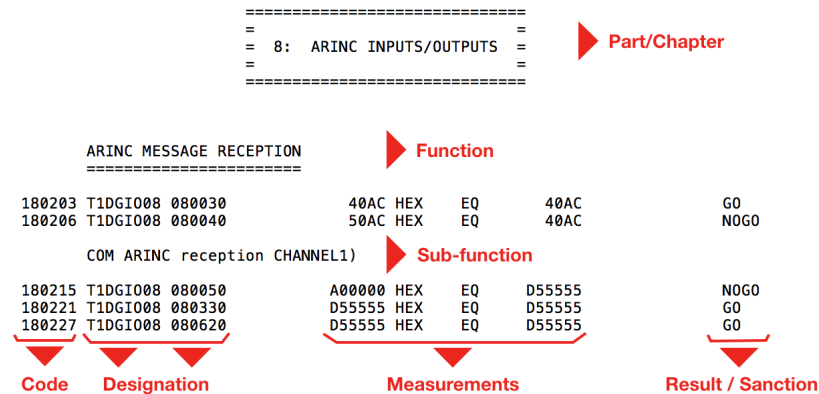 ==============================
=                            =
=  8:  ARINC INPUTS/OUTPUTS  =
=                            =
==============================
Part/Chapter
ARINC MESSAGE RECEPTION
=======================
Function
180203 T1DGIO08 080030 40AC HEX EQ 40AC GO
180206 T1DGIO08 080040 50AC HEX EQ 40AC NOGO
COM ARINC reception CHANNEL1)
Sub-function
180215 T1DGIO08 080050 A00000 HEX EQ D55555 NOGO
180221 T1DGIO08 080330 D55555 HEX EQ D55555 GO
180227 T1DGIO08 080620 D55555 HEX EQ D55555 GO
Code Designation Measurements Result / Sanction